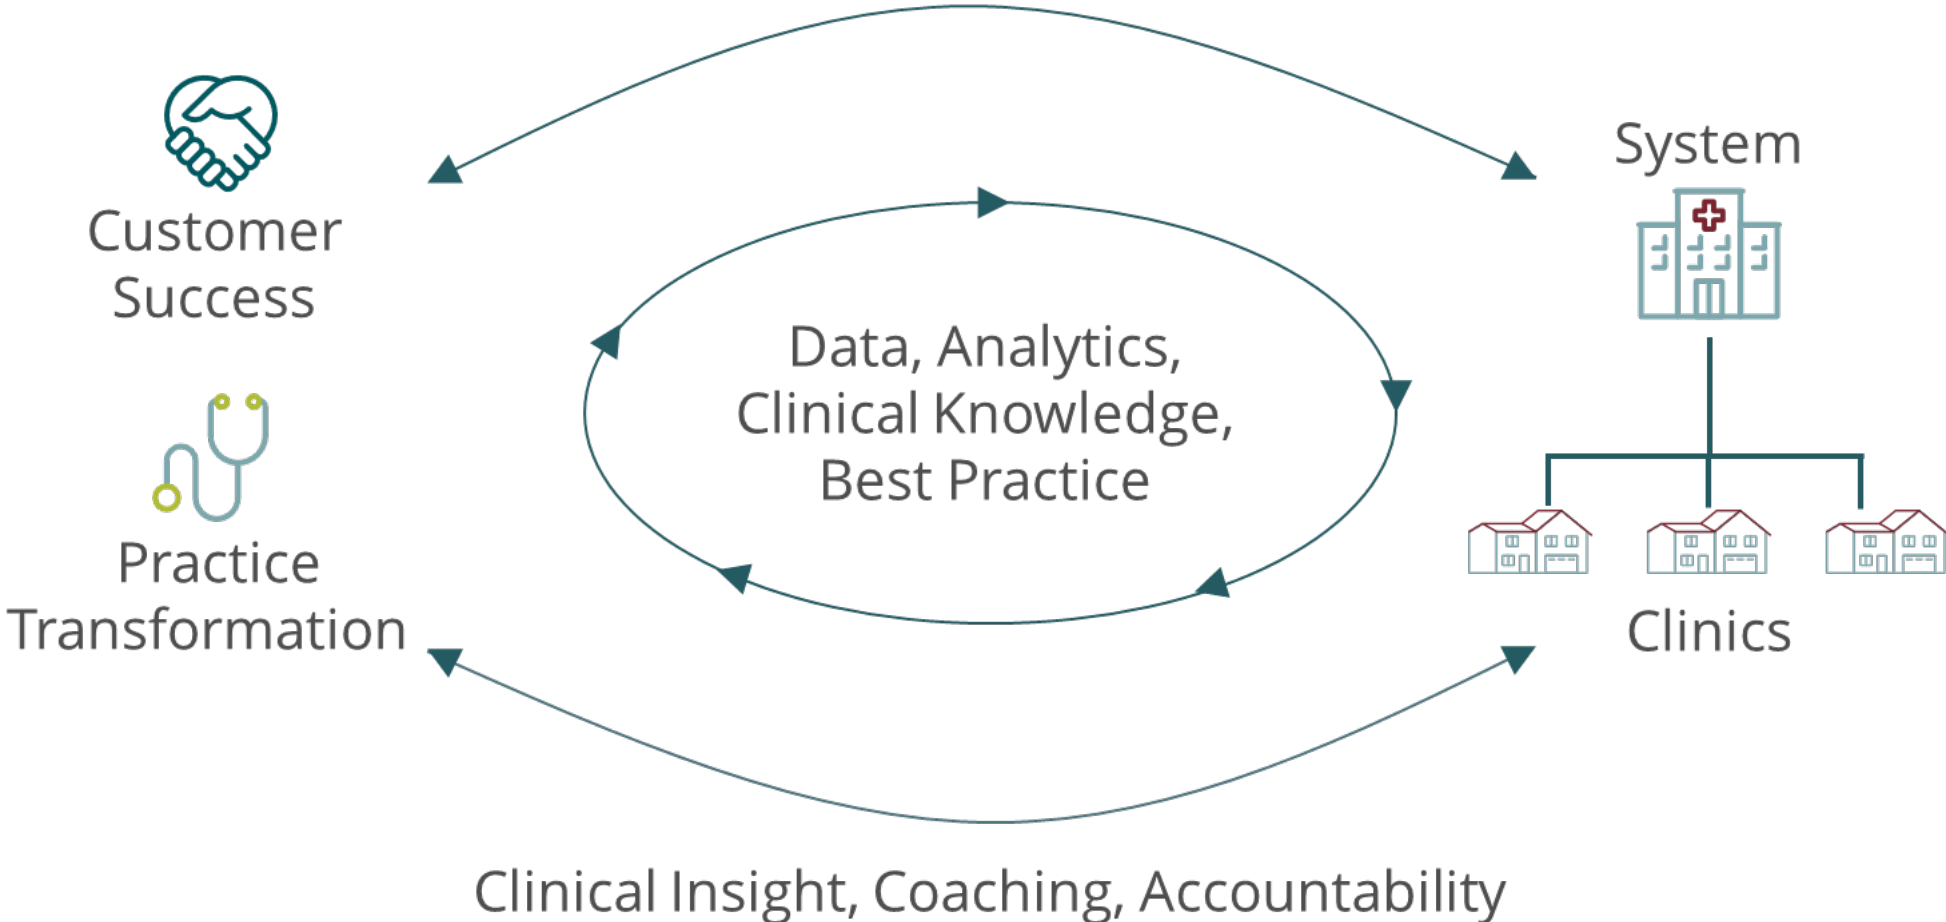 Customer
Success
Practice
Transformation
Data, Analytics,
Clinical Knowledge,
Best Practice
System
Clinics
Clinical Insight, Coaching, Accountability